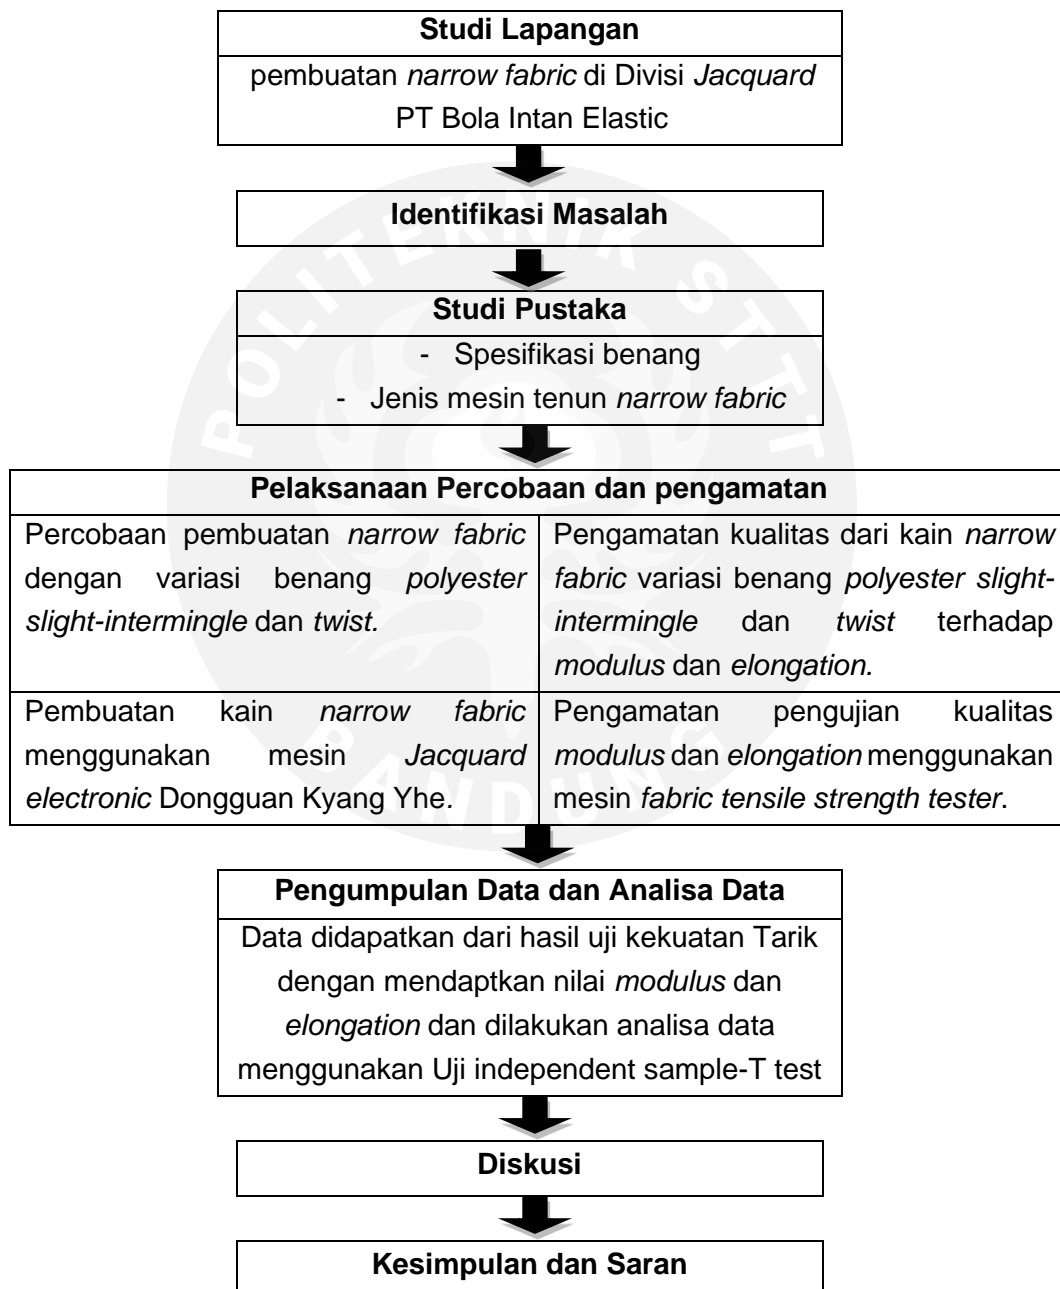 Studi Lapangan
pembuatan narrow fabric di Divisi Jacquard
PT Bola Intan Elastic
Identifikasi Masalah
Studi Pustaka
- Spesifikasi benang
- Jenis mesin tenun narrow fabric
Pelaksanaan Percobaan dan pengamatan
Percobaan pembuatan narrow fabric
dengan variasi benang polyester
slight-intermingle dan twist.
Pengamatan kualitas dari kain narrow
fabric variasi benang polyester slight-
intermingle dan twist terhadap
modulus dan elongation.
Pembuatan kain narrow fabric
menggunakan mesin Jacquard
electronic Dongguan Kyang Yhe.
Pengamatan pengujian kualitas
modulus dan elongation menggunakan
mesin fabric tensile strength tester.
Pengumpulan Data dan Analisa Data
Data didapatkan dari hasil uji kekuatan Tarik
dengan mendaptkan nilai modulus dan
elongation dan dilakukan analisa data
menggunakan Uji independent sample-T test
Diskusi
Kesimpulan dan Saran
POLITEKNIK STTT
BANDUNG